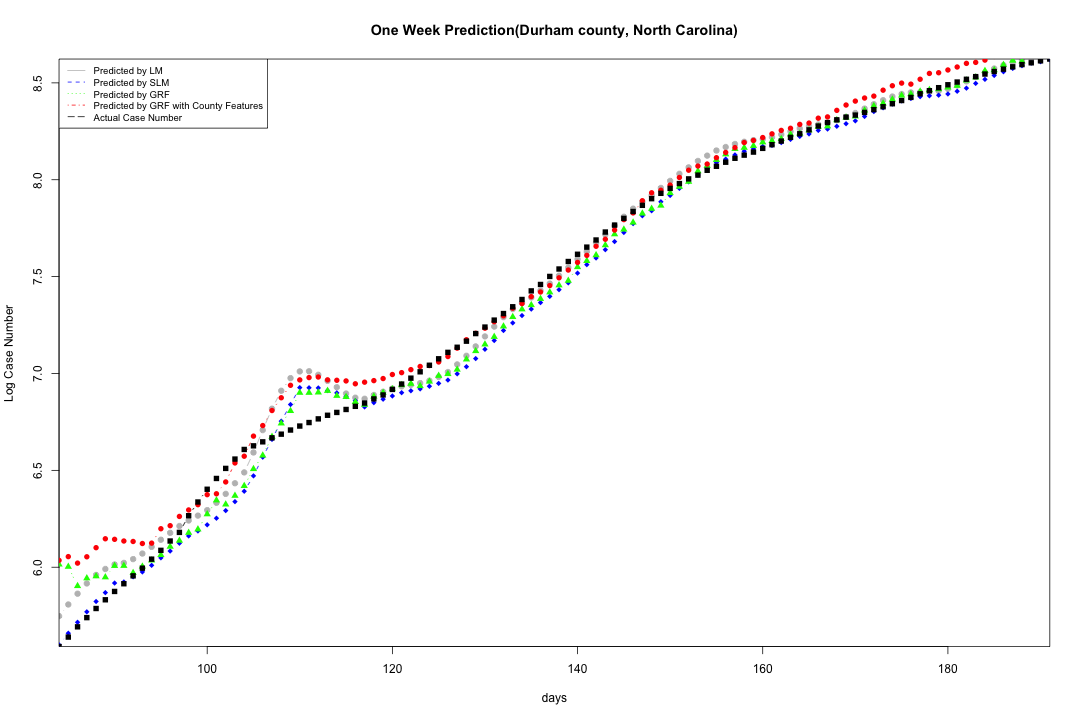 One Week Prediction(Durham county, North Carolina)
Predicted by LM
Predicted by SLM
Predicted by GRF
Predicted by GRF with County Features
Actual Case Number
Log Case Number
8.5
8.0
7.5
7.0
6.5
6.0
100 120 140 160 180
days